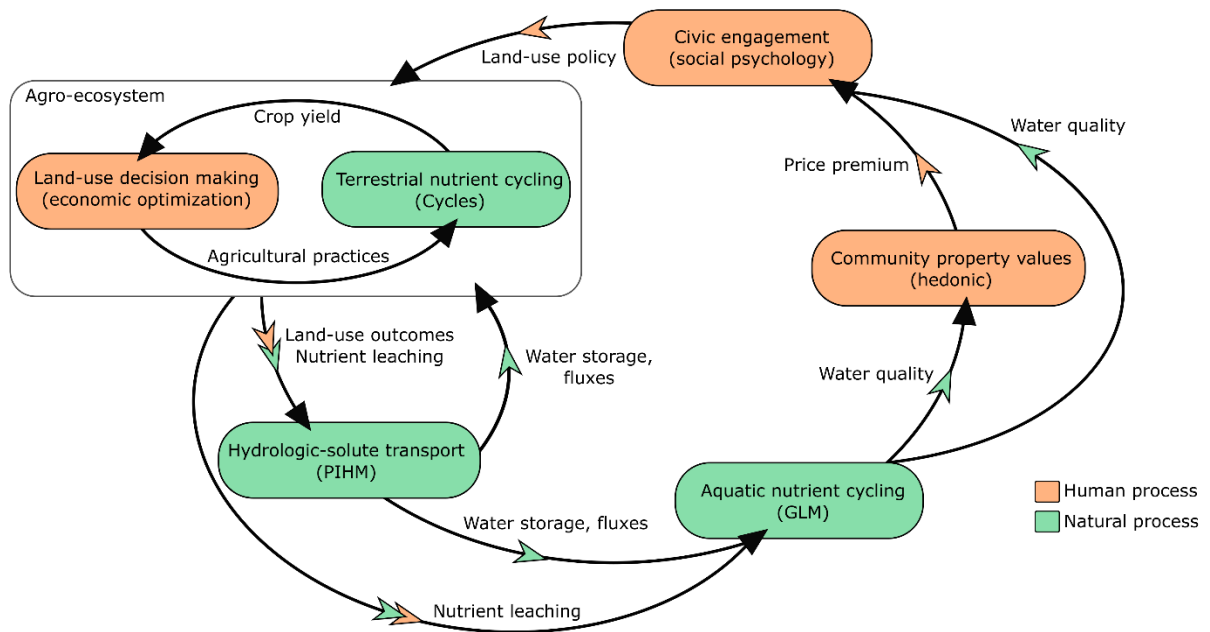 Civic engagement
(social psychology)
Land-use policy
Agro-ecosystem
Crop yield
Water quality
Price premium
Land-use decision making
(economic optimization)
Terrestrial nutrient cycling
(Cycles)
Agricultural practices
Community property values
(hedonic)
Land-use outcomes
Nutrient leaching
Water storage,
fluxes
Water quality
Hydrologic-solute transport
(PIHM)
Aquatic nutrient cycling
(GLM)
Human process
Natural process
Water storage, fluxes
Nutrient leaching